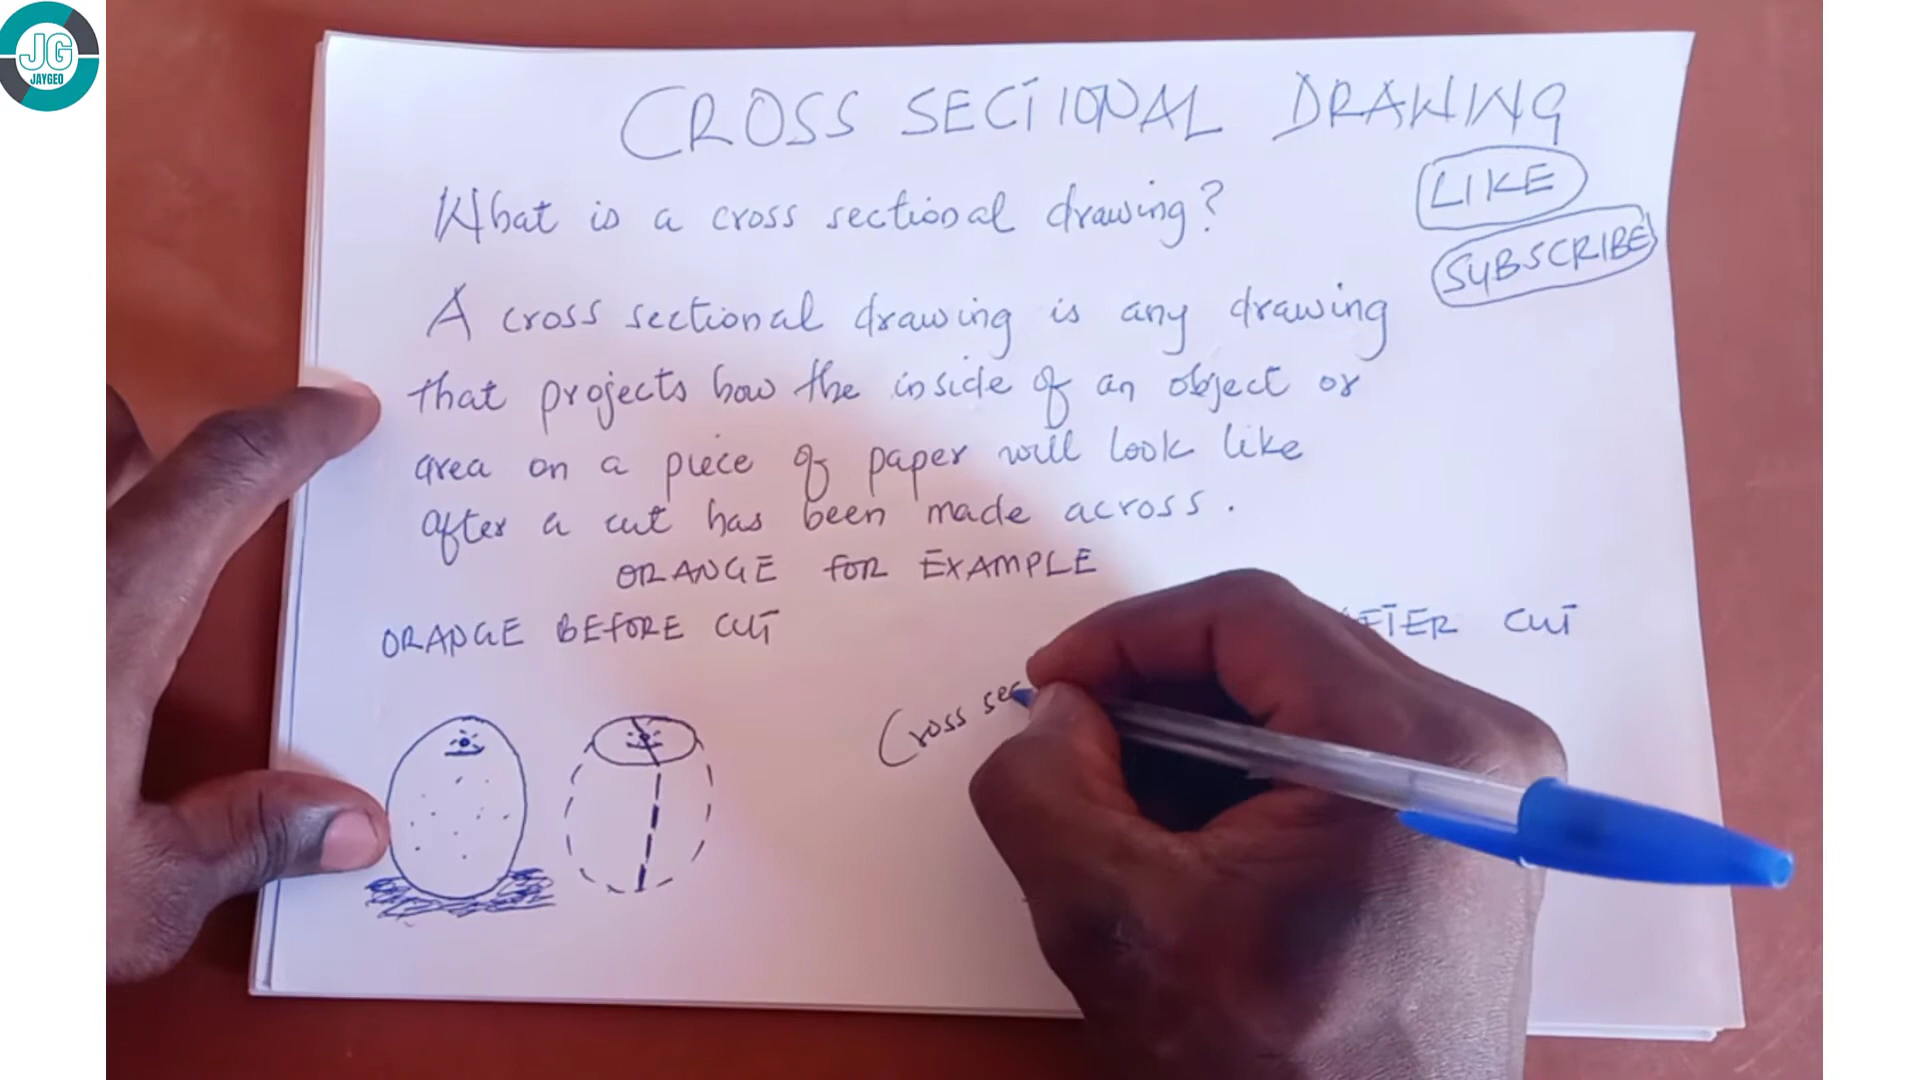 JG
JAYGEO
CROSS SECTIONAL DRAWING
LIKE
SUBSCRIBE
What is a cross sectional drawing?
A cross sectional drawing is any drawing
that projects how the inside of an object or
area on a piece of paper will look like
after a cut has been made across.
ORANGE FOR EXAMPLE
ORANGE BEFORE CUT
CUT
Cross